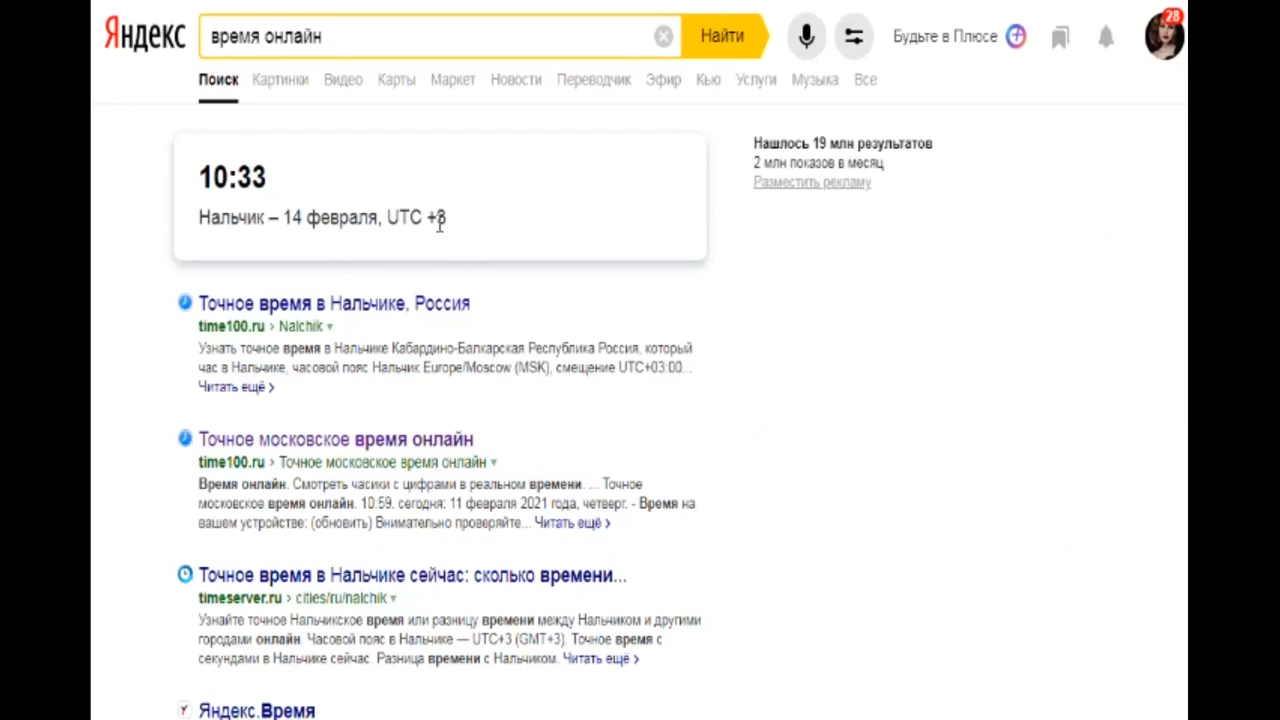 Яндекс
время онлайн
Найти
Будьте в Плюсе
28
Поиск Картинки Видео Карты Маркет Новости Переводчик Эфир Кью Услуги Музыка Все
10:33
Нальчик – 14 февраля, UTC +3
Нашлось 19 млн результатов
2 млн показов в месяц
Разместить рекламу
Точное время в Нальчике, Россия
time100.ru › Nalchik
Узнать точное время в Нальчике Кабардино-Балкарская Республика Россия, который
час в Нальчике, часовой пояс Нальчик Europe/Moscow (MSK), смещение UTC+03:00...
Читать ещё ›
Точное московское время онлайн
time100.ru › Точное московское время онлайн
Время онлайн. Смотреть часики с цифрами в реальном времени. ... Точное
московское время онлайн. 10:59. сегодня: 11 февраля 2021 года, четверг. - Время на
вашем устройстве: (обновить) Внимательно проверяйте... Читать ещё ›
Точное время в Нальчике сейчас: сколько времени...
timeserver.ru › cities/ru/nalchik
Узнайте точное Нальчикское время или разницу времени между Нальчиком и другими
городами онлайн. Часовой пояс в Нальчике — UTC+3 (GMT+3). Точное время с
секундами в Нальчике сейчас. Разница времени с Нальчиком. Читать ещё ›
Яндекс.Время